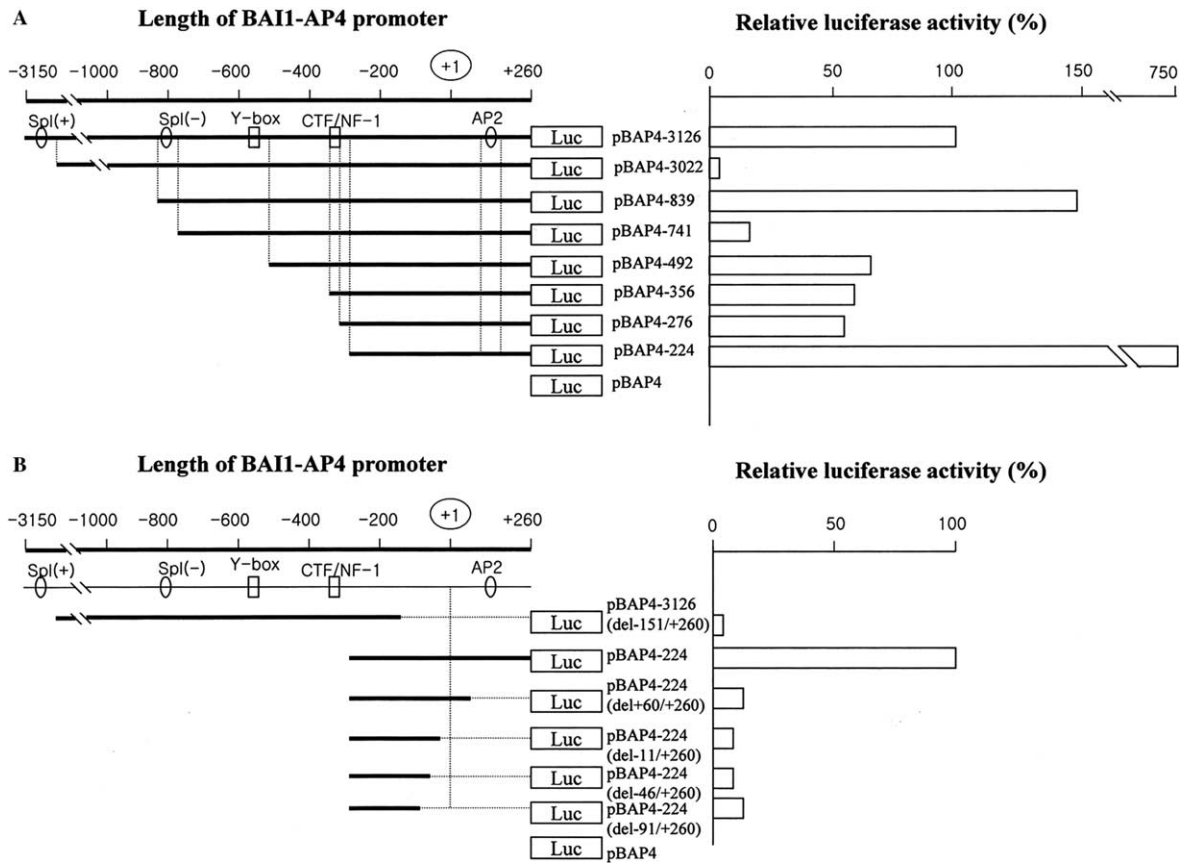 A
Length of BAI1-AP4 promoter
Relative luciferase activity (%)
−3150 −1000 −800 −600 −400 −200 +1 +260
0 50 100 150 750
Spl(+) Spl(−) Y-box CTF/NF-1 AP2
Luc pBAP4-3126
Luc pBAP4-3022
Luc pBAP4-839
Luc pBAP4-741
Luc pBAP4-492
Luc pBAP4-356
Luc pBAP4-276
Luc pBAP4-224
Luc pBAP4
B
Length of BAI1-AP4 promoter
Relative luciferase activity (%)
−3150 −1000 −800 −600 −400 −200 +1 +260
0 50 100
Spl(+) Spl(−) Y-box CTF/NF-1 AP2
Luc pBAP4-3126
(del-151/+260)
Luc pBAP4-224
Luc pBAP4-224
(del+60/+260)
Luc pBAP4-224
(del-11/+260)
Luc pBAP4-224
(del-46/+260)
Luc pBAP4-224
(del-91/+260)
Luc pBAP4